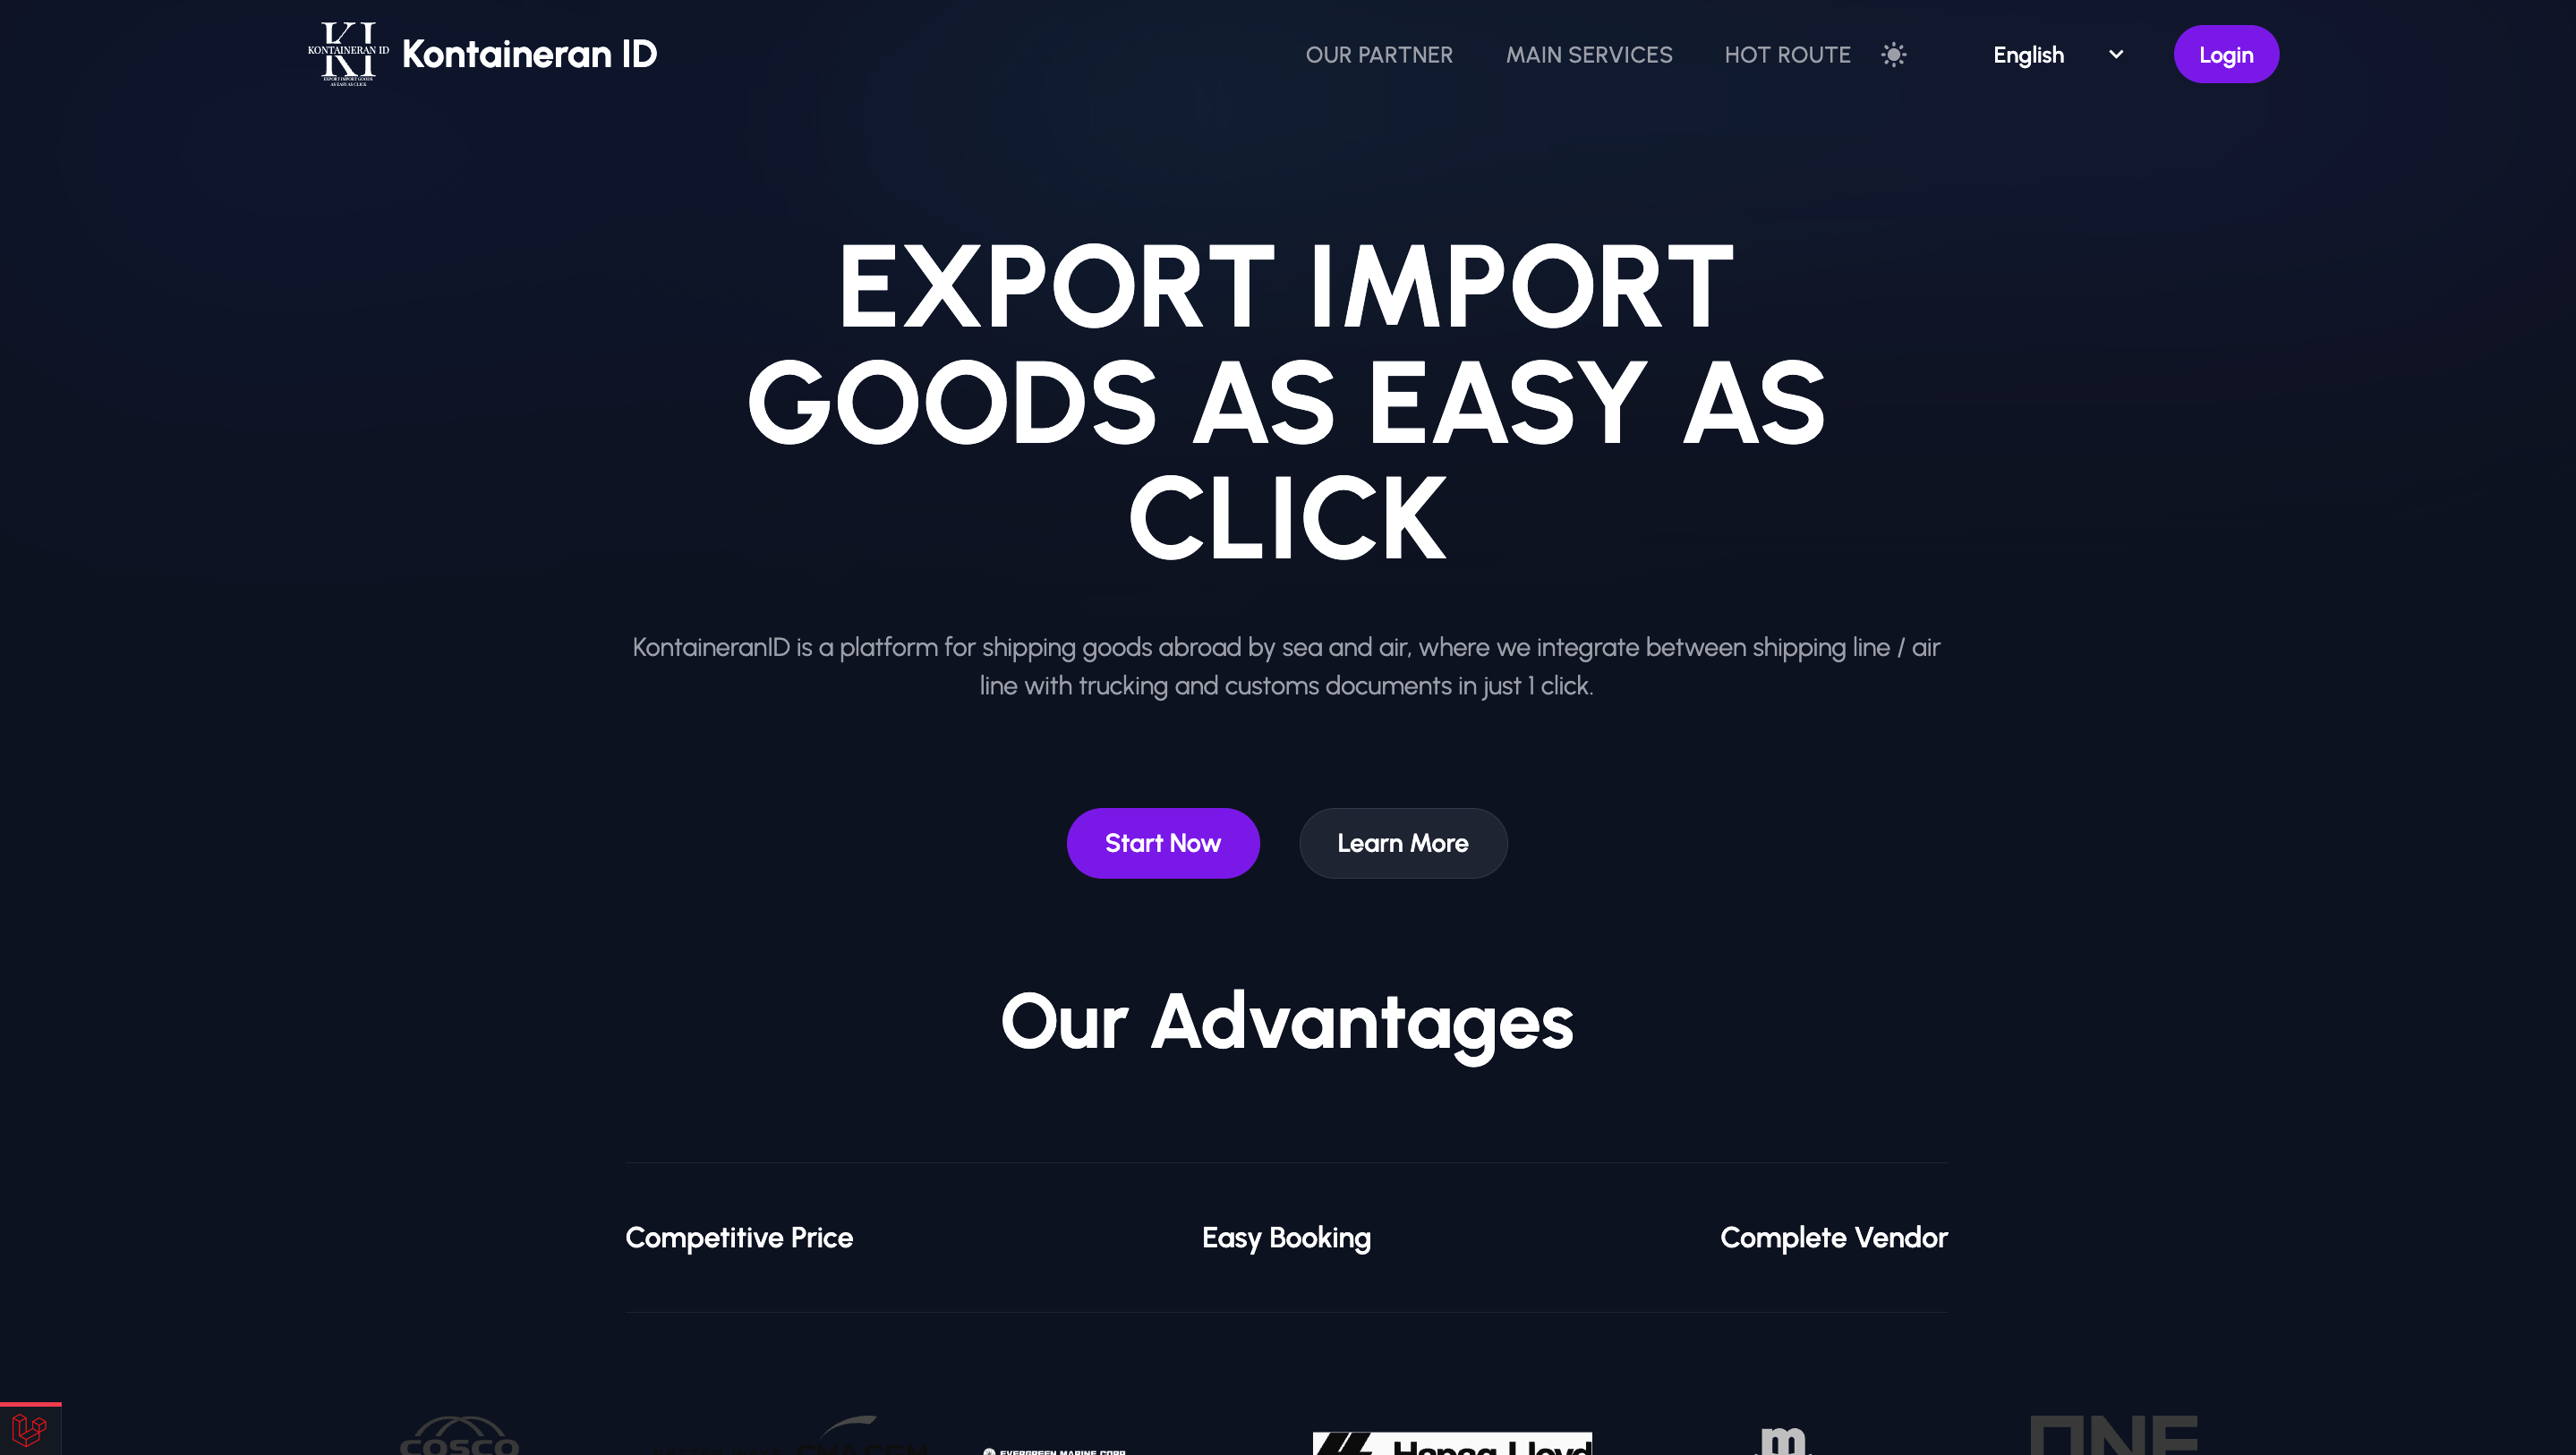 KI
KONTAINERAN ID
KI
EXPORT IMPORT GOODS
AS EASY AS CLICK
Kontaineran ID
OUR PARTNER
MAIN SERVICES
HOT ROUTE
English
Login
EXPORT IMPORT
GOODS AS EASY AS
CLICK
KontaineranID is a platform for shipping goods abroad by sea and air, where we integrate between shipping line / air
line with trucking and customs documents in just 1 click.
Start Now
Learn More
Our Advantages
Competitive Price
Easy Booking
Complete Vendor
COSCO
CMA CGM
EVERGREEN MARINE CORP.
Hapag-Lloyd
m
ONE